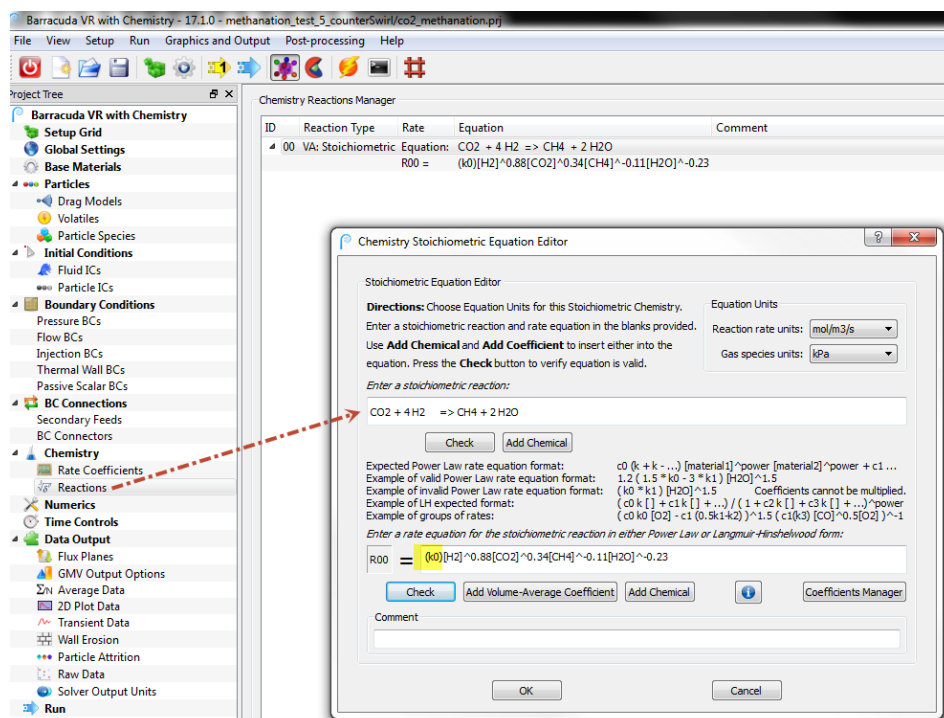 Barracuda VR with Chemistry - 17.1.0 - methanation_test_5_counterSwirl/co2_methanation.prj
File View Setup Run Graphics and Output Post-processing Help
Project Tree
Barracuda VR with Chemistry
Setup Grid
Global Settings
Base Materials
Particles
Drag Models
Volatiles
Particle Species
Initial Conditions
Fluid ICs
Particle ICs
Boundary Conditions
Pressure BCs
Flow BCs
Injection BCs
Thermal Wall BCs
Passive Scalar BCs
BC Connections
Secondary Feeds
BC Connectors
Chemistry
Rate Coefficients
Reactions
Numerics
Time Controls
Data Output
Flux Planes
GMV Output Options
ΣN Average Data
2D Plot Data
Transient Data
Wall Erosion
Particle Attrition
Raw Data
Solver Output Units
Run
Chemistry Reactions Manager
ID Reaction Type Rate Equation Comment
00 VA: Stoichiometric Equation: CO2 + 4 H2 => CH4 + 2 H2O
R00 = (k0)[H2]^0.88[CO2]^0.34[CH4]^-0.11[H2O]^-0.23
Chemistry Stoichiometric Equation Editor
Stoichiometric Equation Editor
Directions: Choose Equation Units for this Stoichiometric Chemistry.
Enter a stoichiometric reaction and rate equation in the blanks provided.
Use Add Chemical and Add Coefficient to insert either into the
equation. Press the Check button to verify equation is valid.
Equation Units
Reaction rate units: mol/m3/s
Gas species units: kPa
Enter a stoichiometric reaction:
CO2 + 4 H2 => CH4 + 2 H2O
Check Add Chemical
Expected Power Law rate equation format: c0 (k + k - ...) [material1]^power [material2]^power + c1 ...
Example of valid Power Law rate equation format: 1.2 ( 1.5 * k0 - 3 * k1 ) [H2O]^1.5
Example of invalid Power Law rate equation format: ( k0 * k1 ) [H2O]^1.5 Coefficients cannot be multiplied.
Example of LH expected format: ( c0 k [ ] + c1 k [ ] + ...) / ( 1 + c2 k [ ] + c3 k [ ] + ...)^power
Example of groups of rates: ( c0 k0 [O2] - c1 (0.5k1-k2) )^1.5 ( c1(k3) [CO]^0.5[O2] )^-1
Enter a rate equation for the stoichiometric reaction in either Power Law or Langmuir-Hinshelwood form:
R00 = (k0)[H2]^0.88[CO2]^0.34[CH4]^-0.11[H2O]^-0.23
Check Add Volume-Average Coefficient Add Chemical Coefficients Manager
Comment
OK Cancel